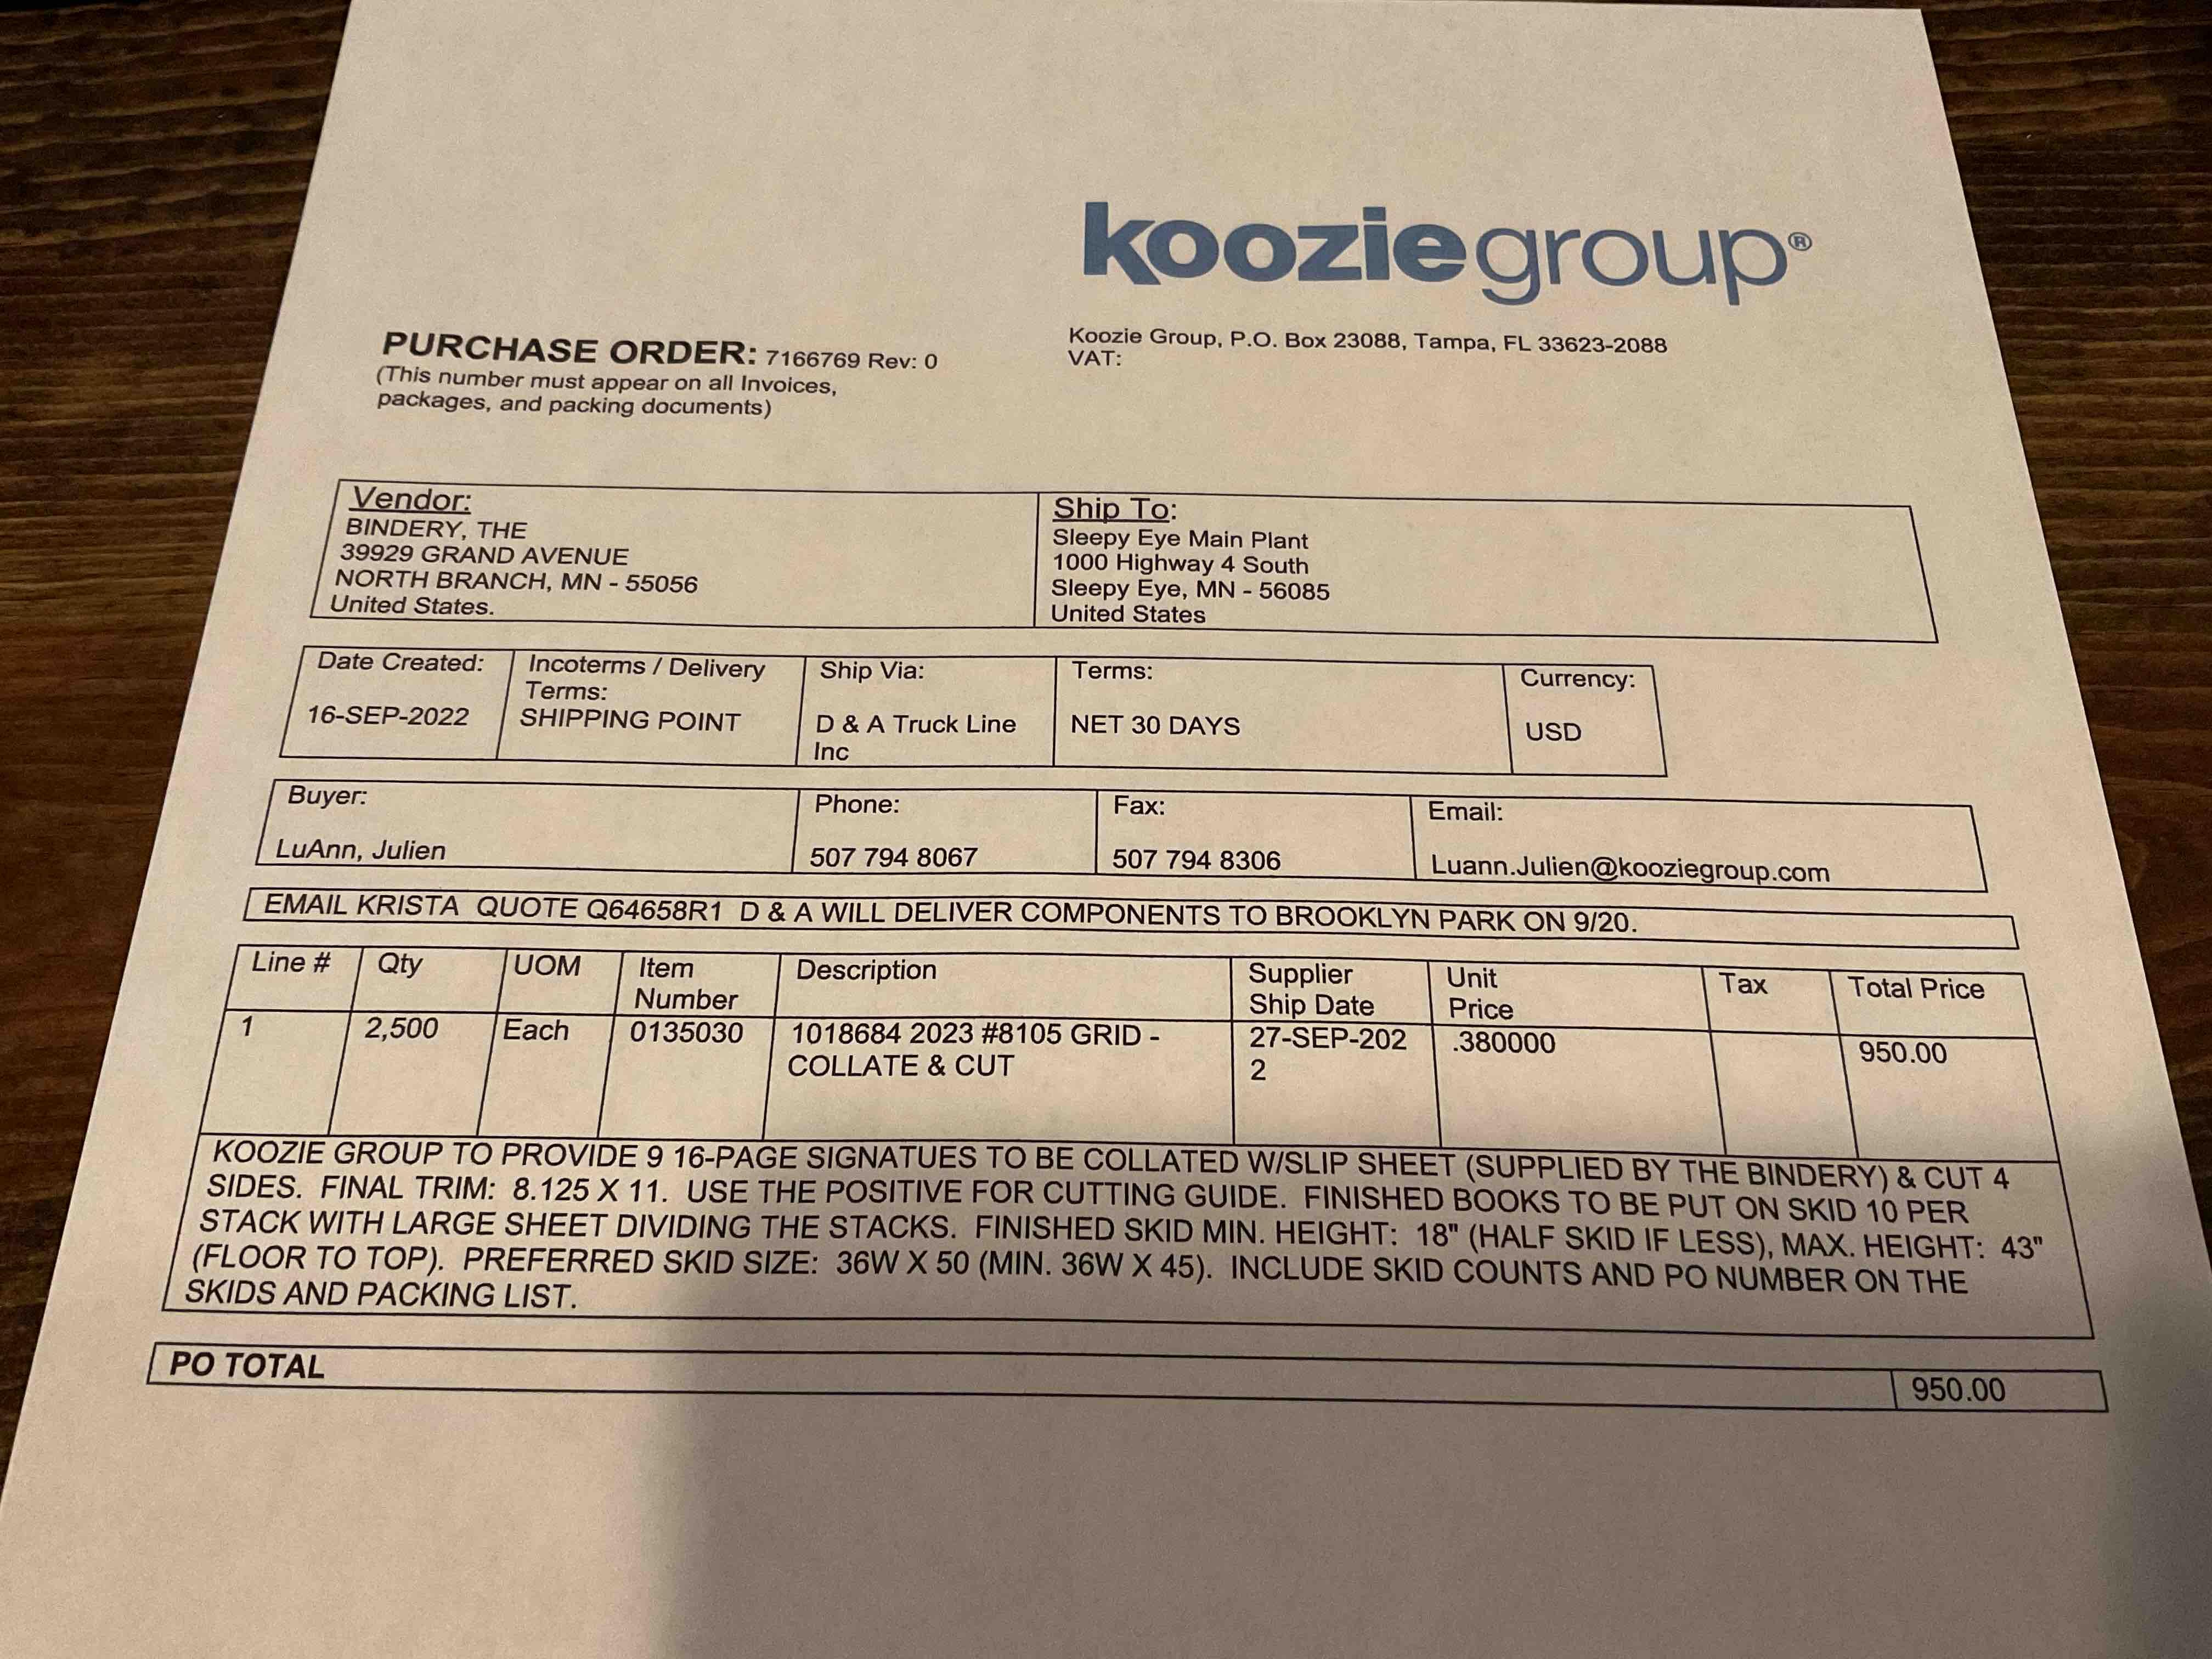 kooziegroup®
PURCHASE ORDER: 7166769 Rev: 0
(This number must appear on all Invoices,
packages, and packing documents)
Koozie Group, P.O. Box 23088, Tampa, FL 33623-2088
VAT:
Vendor:
BINDERY, THE
39929 GRAND AVENUE
NORTH BRANCH, MN - 55056
United States.
Ship To:
Sleepy Eye Main Plant
1000 Highway 4 South
Sleepy Eye, MN - 56085
United States
Date Created:
16-SEP-2022
Incoterms / Delivery
Terms:
SHIPPING POINT
Ship Via:
D & A Truck Line
Inc
Terms:
NET 30 DAYS
Currency:
USD
Buyer:
LuAnn, Julien
Phone:
507 794 8067
Fax:
507 794 8306
Email:
Luann.Julien@kooziegroup.com
EMAIL KRISTA QUOTE Q64658R1 D & A WILL DELIVER COMPONENTS TO BROOKLYN PARK ON 9/20.
Line #
Qty
UOM
Item
Number
Description
Supplier
Ship Date
Unit
Price
Tax
Total Price
1
2,500
Each
0135030
1018684 2023 #8105 GRID -
COLLATE & CUT
27-SEP-202
2
.380000
950.00
KOOZIE GROUP TO PROVIDE 9 16-PAGE SIGNATUES TO BE COLLATED W/SLIP SHEET (SUPPLIED BY THE BINDERY) & CUT 4
SIDES. FINAL TRIM: 8.125 X 11. USE THE POSITIVE FOR CUTTING GUIDE. FINISHED BOOKS TO BE PUT ON SKID 10 PER
STACK WITH LARGE SHEET DIVIDING THE STACKS. FINISHED SKID MIN. HEIGHT: 18" (HALF SKID IF LESS), MAX. HEIGHT: 43"
(FLOOR TO TOP). PREFERRED SKID SIZE: 36W X 50 (MIN. 36W X 45). INCLUDE SKID COUNTS AND PO NUMBER ON THE
SKIDS AND PACKING LIST.
PO TOTAL
950.00